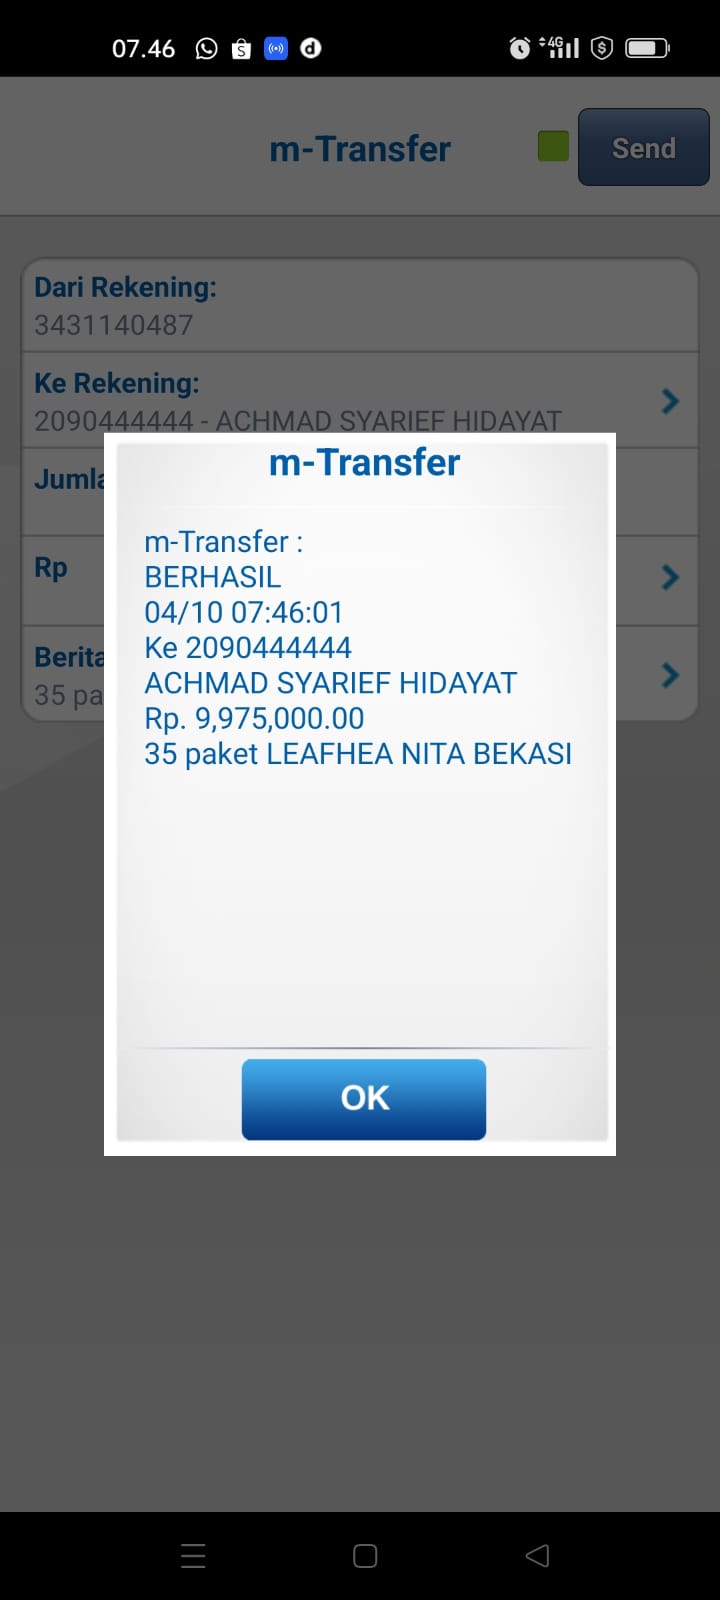 07.46
4G
m-Transfer
Send
Dari Rekening:
3431140487
Ke Rekening:
2090444444 - ACHMAD SYARIEF HIDAYAT
Jumla
Rp
Berita
35 pa
m-Transfer
m-Transfer :
BERHASIL
04/10 07:46:01
Ke 2090444444
ACHMAD SYARIEF HIDAYAT
Rp. 9,975,000.00
35 paket LEAFHEA NITA BEKASI
OK